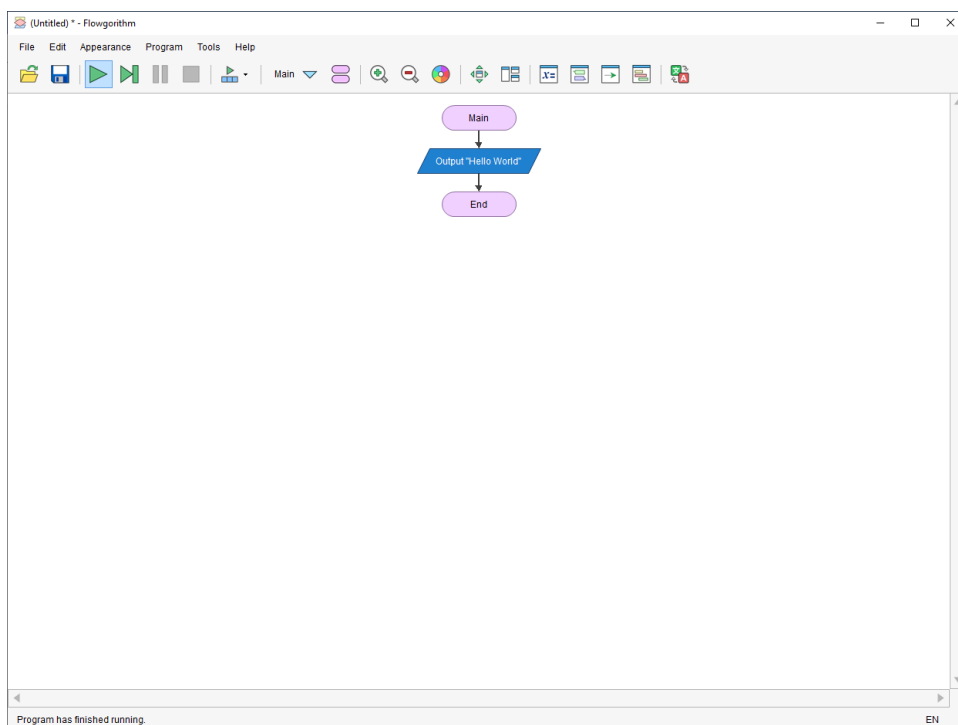 (Untitled) * - Flowgorithm
File Edit Appearance Program Tools Help
Main
x=
文 A
Main
Output "Hello World"
End
Program has finished running. EN